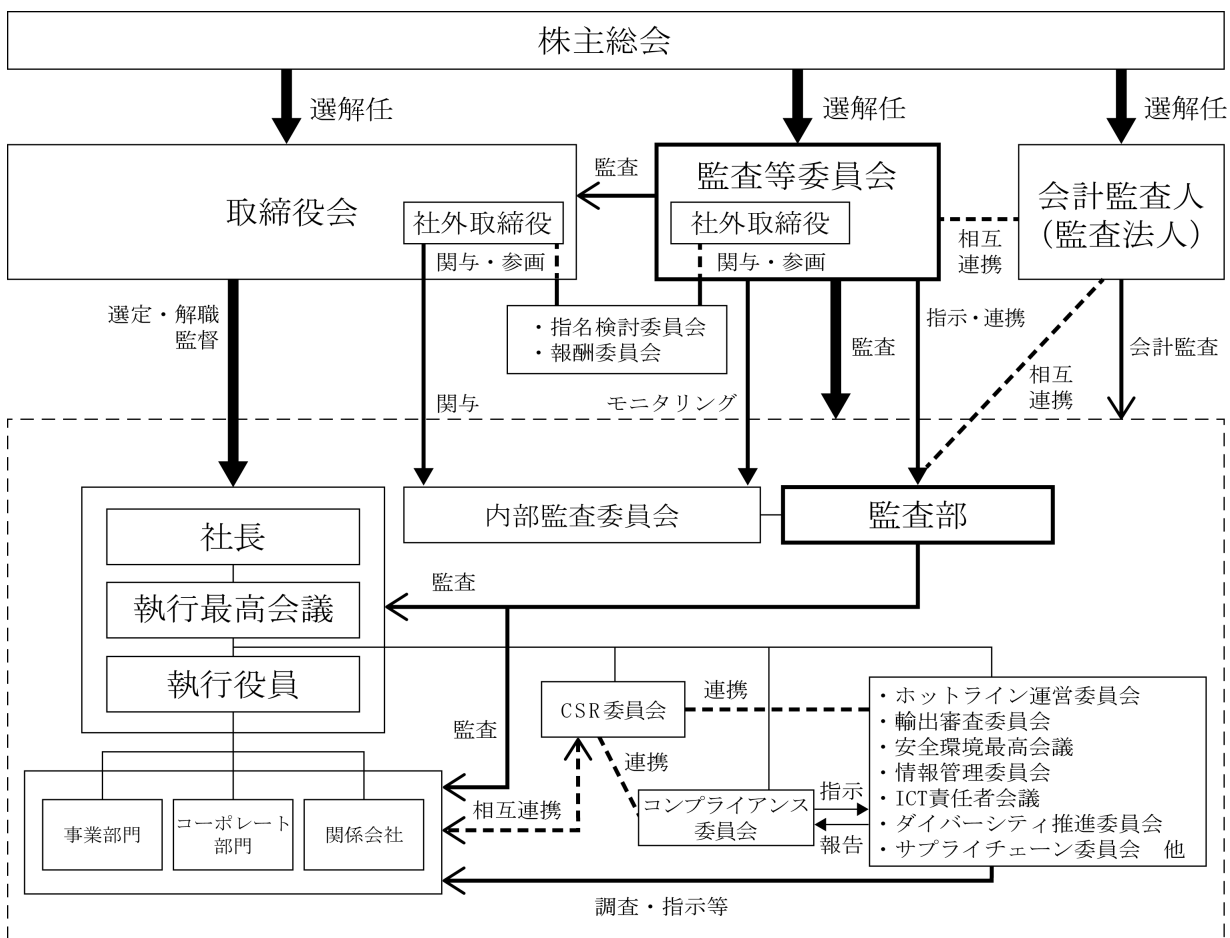 株主総会
選解任
選解任
選解任
取締役会
社外取締役
関与・参画
監査
監査等委員会
社外取締役
関与・参画
相互
連携
会計監査人
(監査法人)
選定・解職
監督
・指名検討委員会
・報酬委員会
監査
指示・連携
会計監査
相互
連携
関与
モニタリング
内部監査委員会
監査部
社長
執行最高会議
執行役員
監査
監査
CSR委員会
連携
連携
・ホットライン運営委員会
・輸出審査委員会
・安全環境最高会議
・情報管理委員会
・ICT責任者会議
・ダイバーシティ推進委員会
・サプライチェーン委員会 他
事業部門
コーポレート
部門
関係会社
相互連携
コンプライアンス
委員会
指示
報告
調査・指示等